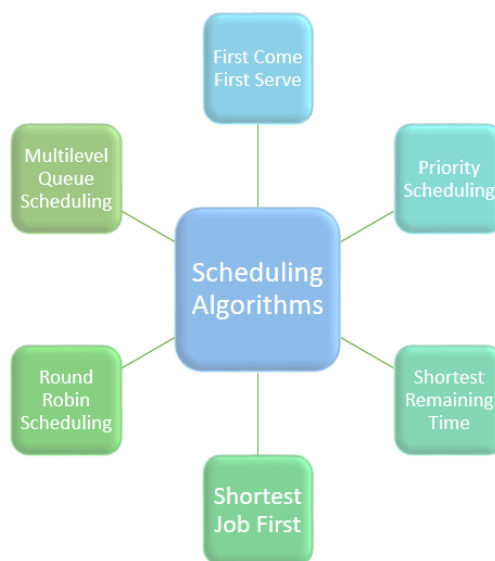 First Come
First Serve
Multilevel
Queue
Scheduling
Priority
Scheduling
Scheduling
Algorithms
Round
Robin
Scheduling
Shortest
Remaining
Time
Shortest
Job First